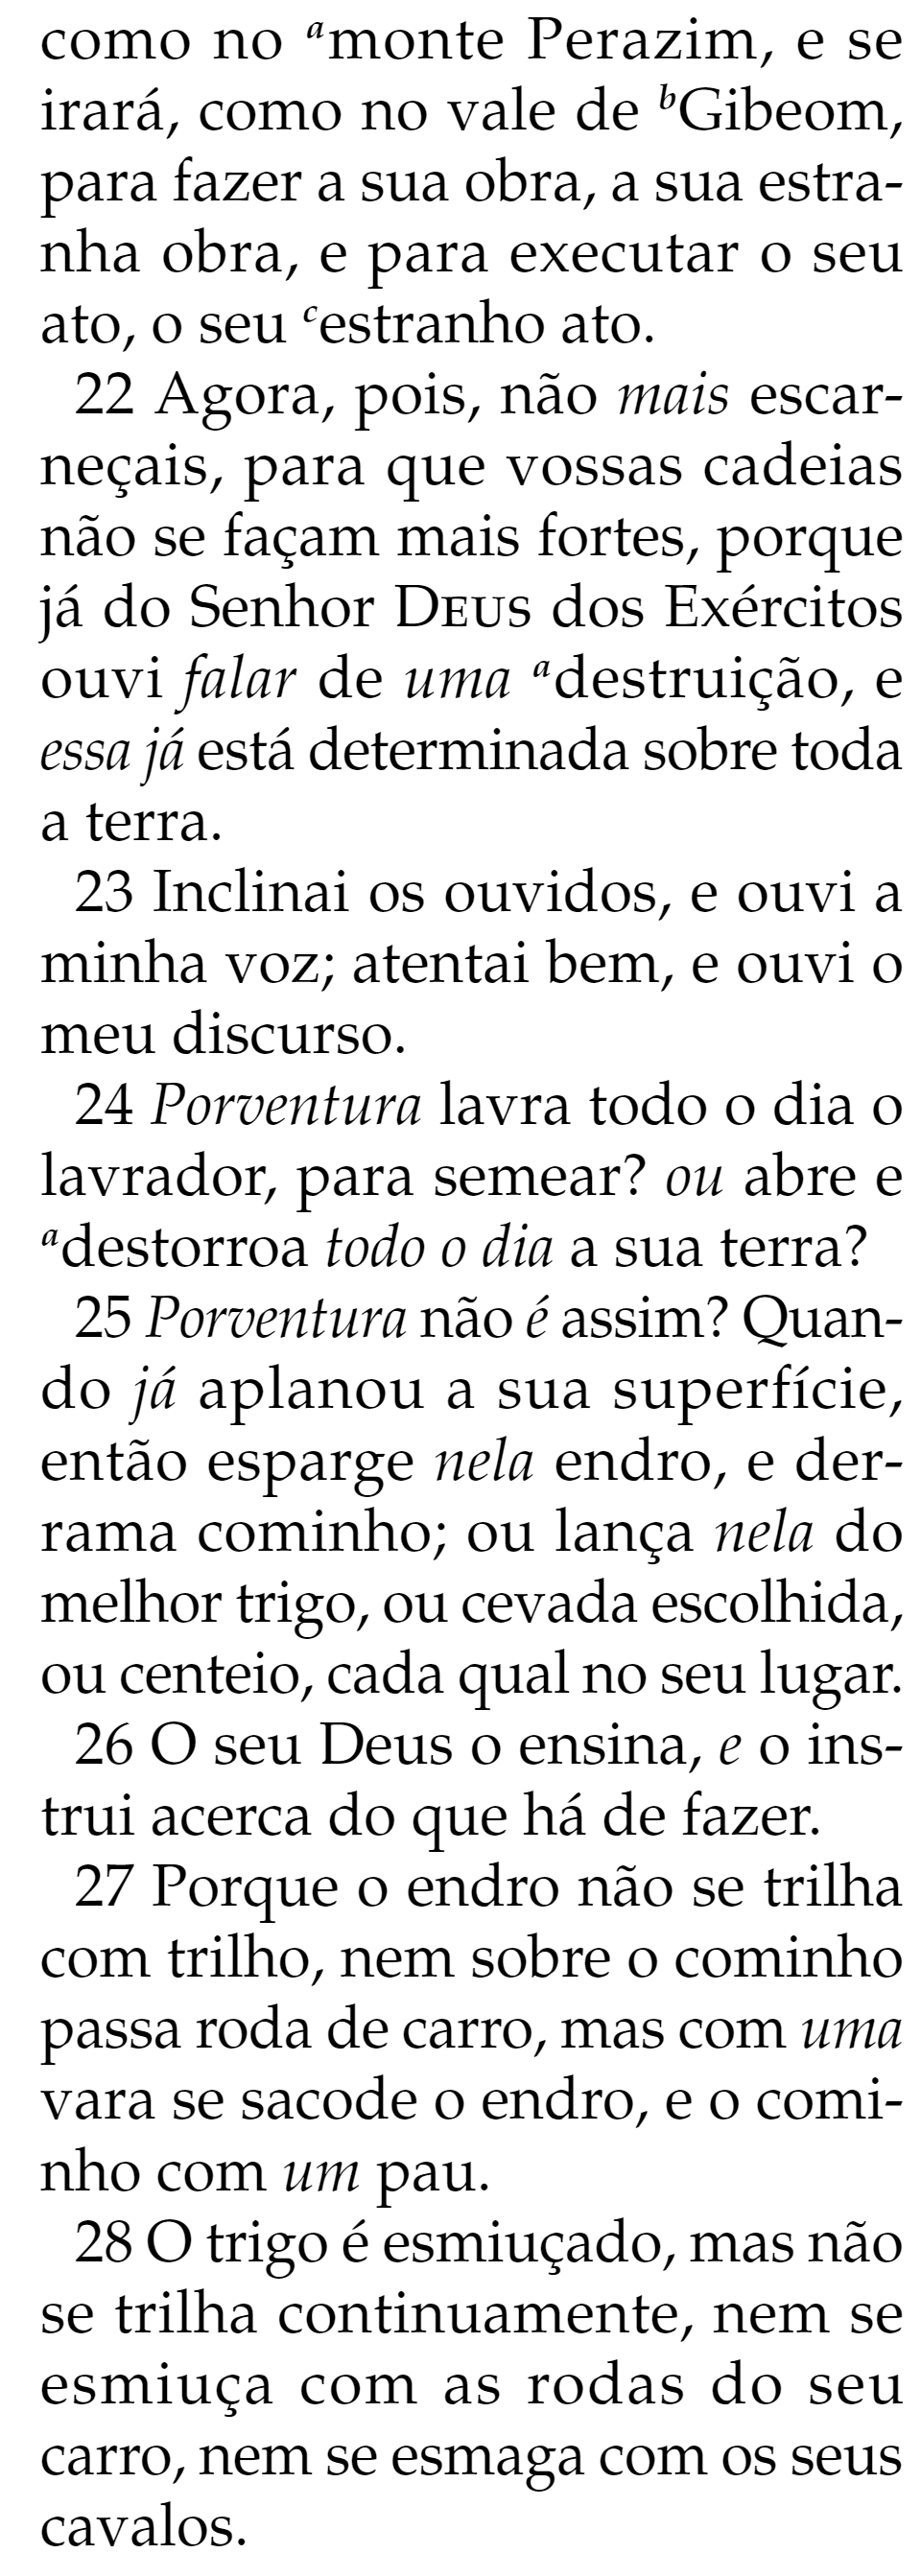 como no ᵃmonte Perazim, e se
irará, como no vale de ᵇGibeom,
para fazer a sua obra, a sua estra-
nha obra, e para executar o seu
ato, o seu ᶜestranho ato.
22 Agora, pois, não mais escar-
neçais, para que vossas cadeias
não se façam mais fortes, porque
já do Senhor DEUS dos Exércitos
ouvi falar de uma ᵃdestruição, e
essa já está determinada sobre toda
a terra.
23 Inclinai os ouvidos, e ouvi a
minha voz; atentai bem, e ouvi o
meu discurso.
24 Porventura lavra todo o dia o
lavrador, para semear? ou abre e
ᵃdestorroa todo o dia a sua terra?
25 Porventura não é assim? Quan-
do já aplanou a sua superfície,
então esparge nela endro, e der-
rama cominho; ou lança nela do
melhor trigo, ou cevada escolhida,
ou centeio, cada qual no seu lugar.
26 O seu Deus o ensina, e o ins-
trui acerca do que há de fazer.
27 Porque o endro não se trilha
com trilho, nem sobre o cominho
passa roda de carro, mas com uma
vara se sacode o endro, e o comi-
nho com um pau.
28 O trigo é esmiuçado, mas não
se trilha continuamente, nem se
esmiuça com as rodas do seu
carro, nem se esmaga com os seus
cavalos.